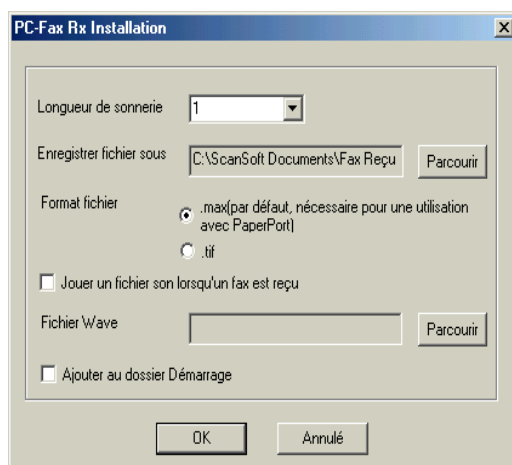 PC-Fax Rx Installation
Longueur de sonnerie
1
Enregistrer fichier sous
C:\ScanSoft Documents\Fax Reçu
Parcourir
Format fichier
.max(par défaut, nécessaire pour une utilisation
avec PaperPort)
.tif
Jouer un fichier son lorsqu'un fax est reçu
Fichier Wave
Parcourir
Ajouter au dossier Démarrage
OK
Annulé